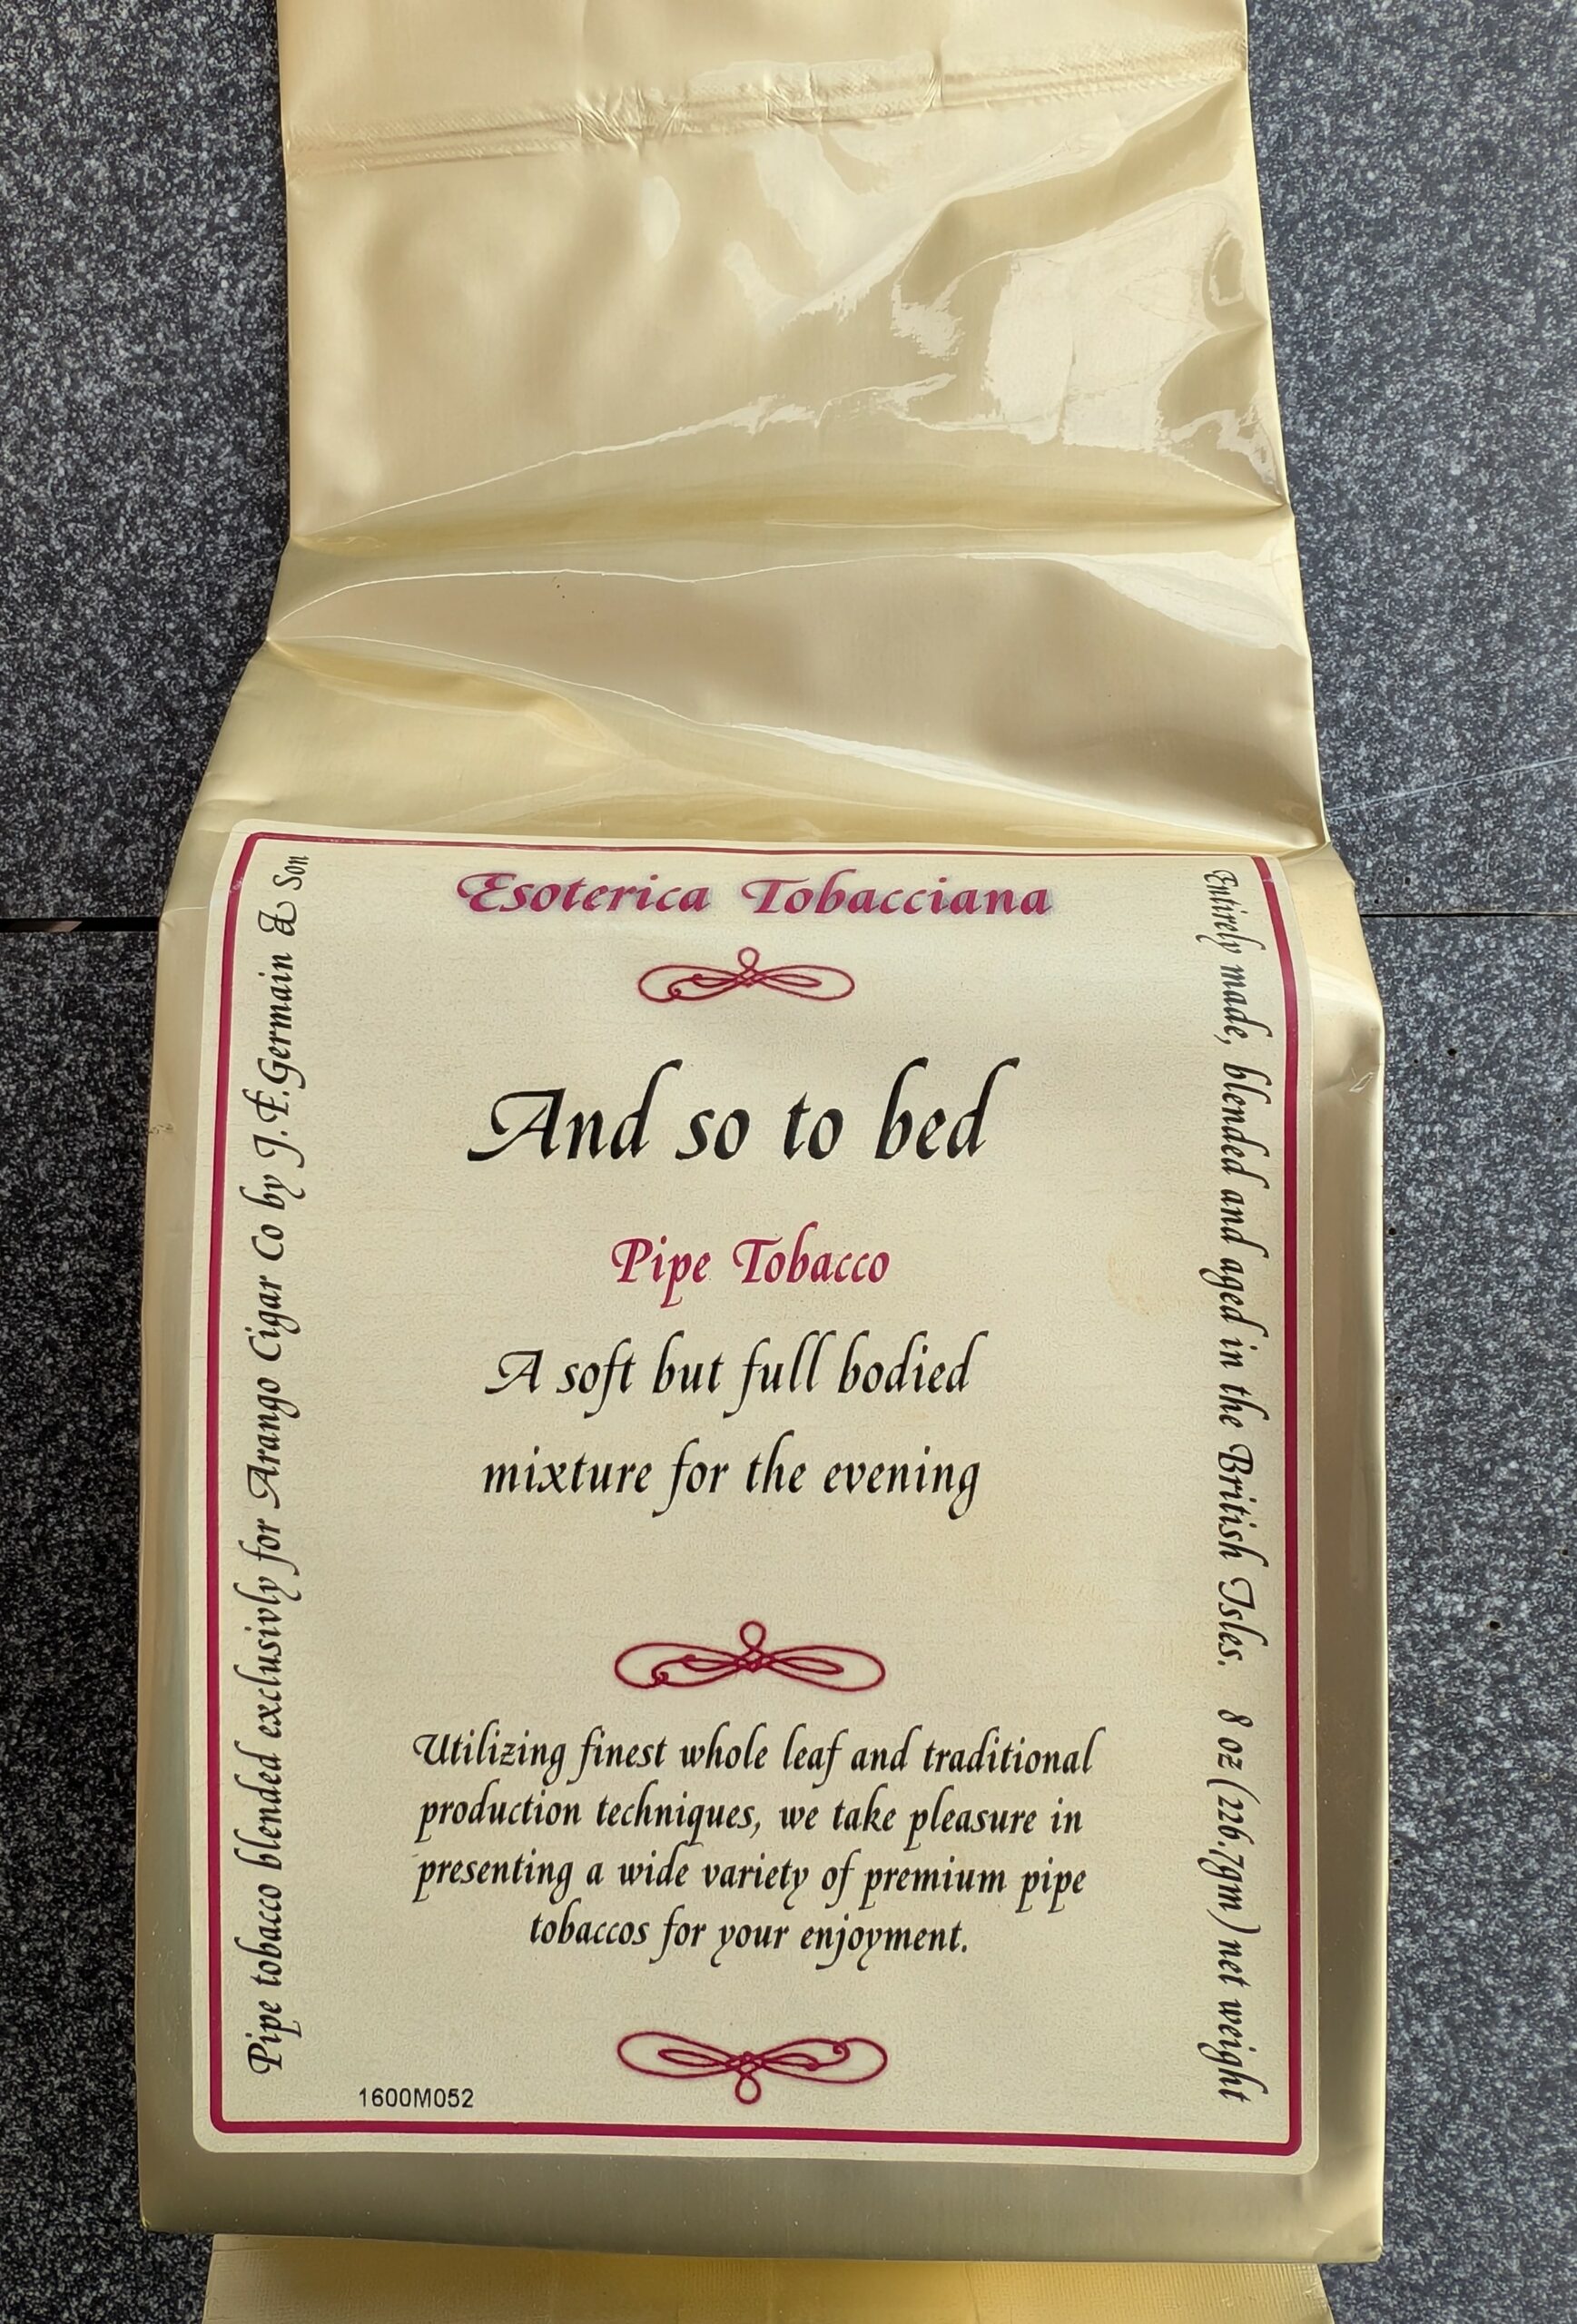 Esoterica Tobacciana
And so to bed
Pipe Tobacco
A soft but full bodied
mixture for the evening
Utilizing finest whole leaf and traditional
production techniques, we take pleasure in
presenting a wide variety of premium pipe
tobaccos for your enjoyment.
1600M052
Pipe tobacco blended exclusivly for Arango Cigar Co by J.F.Germain & Son
Entirely made, blended and aged in the British Isles. 8 oz (226.7gm) net weight